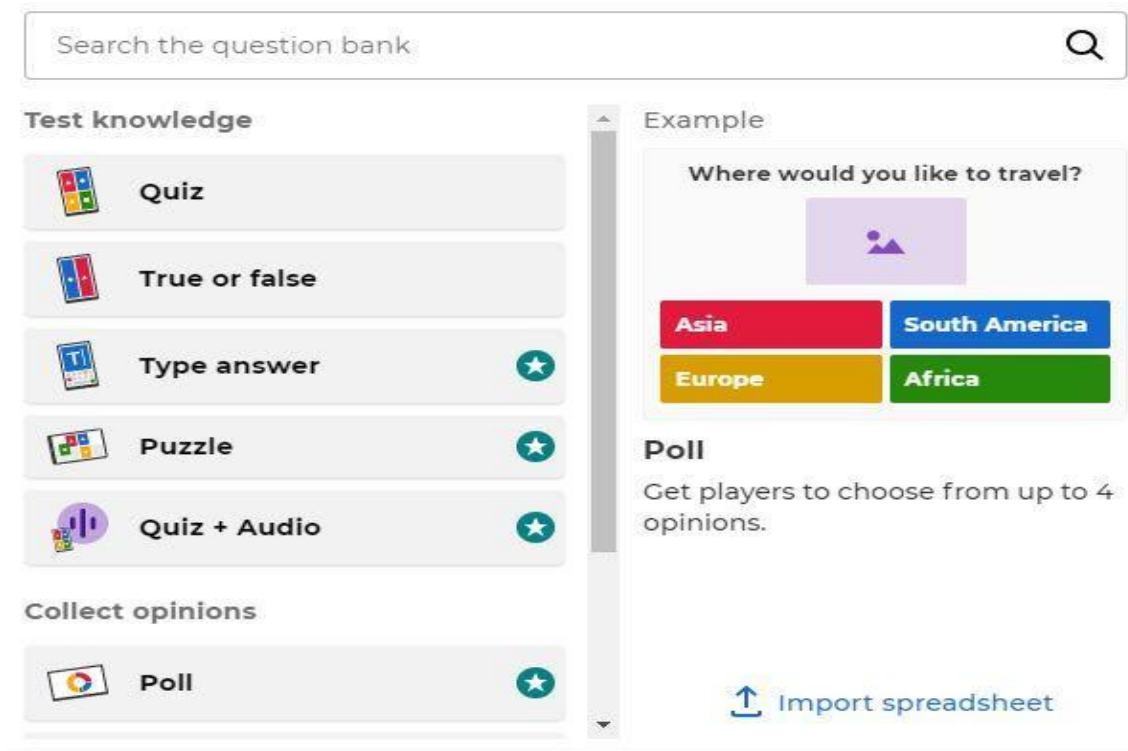 Search the question bank
Test knowledge
Quiz
True or false
Type answer
Puzzle
Quiz + Audio
Collect opinions
Poll
Example
Where would you like to travel?
Asia
South America
Europe
Africa
Poll
Get players to choose from up to 4
opinions.
Import spreadsheet